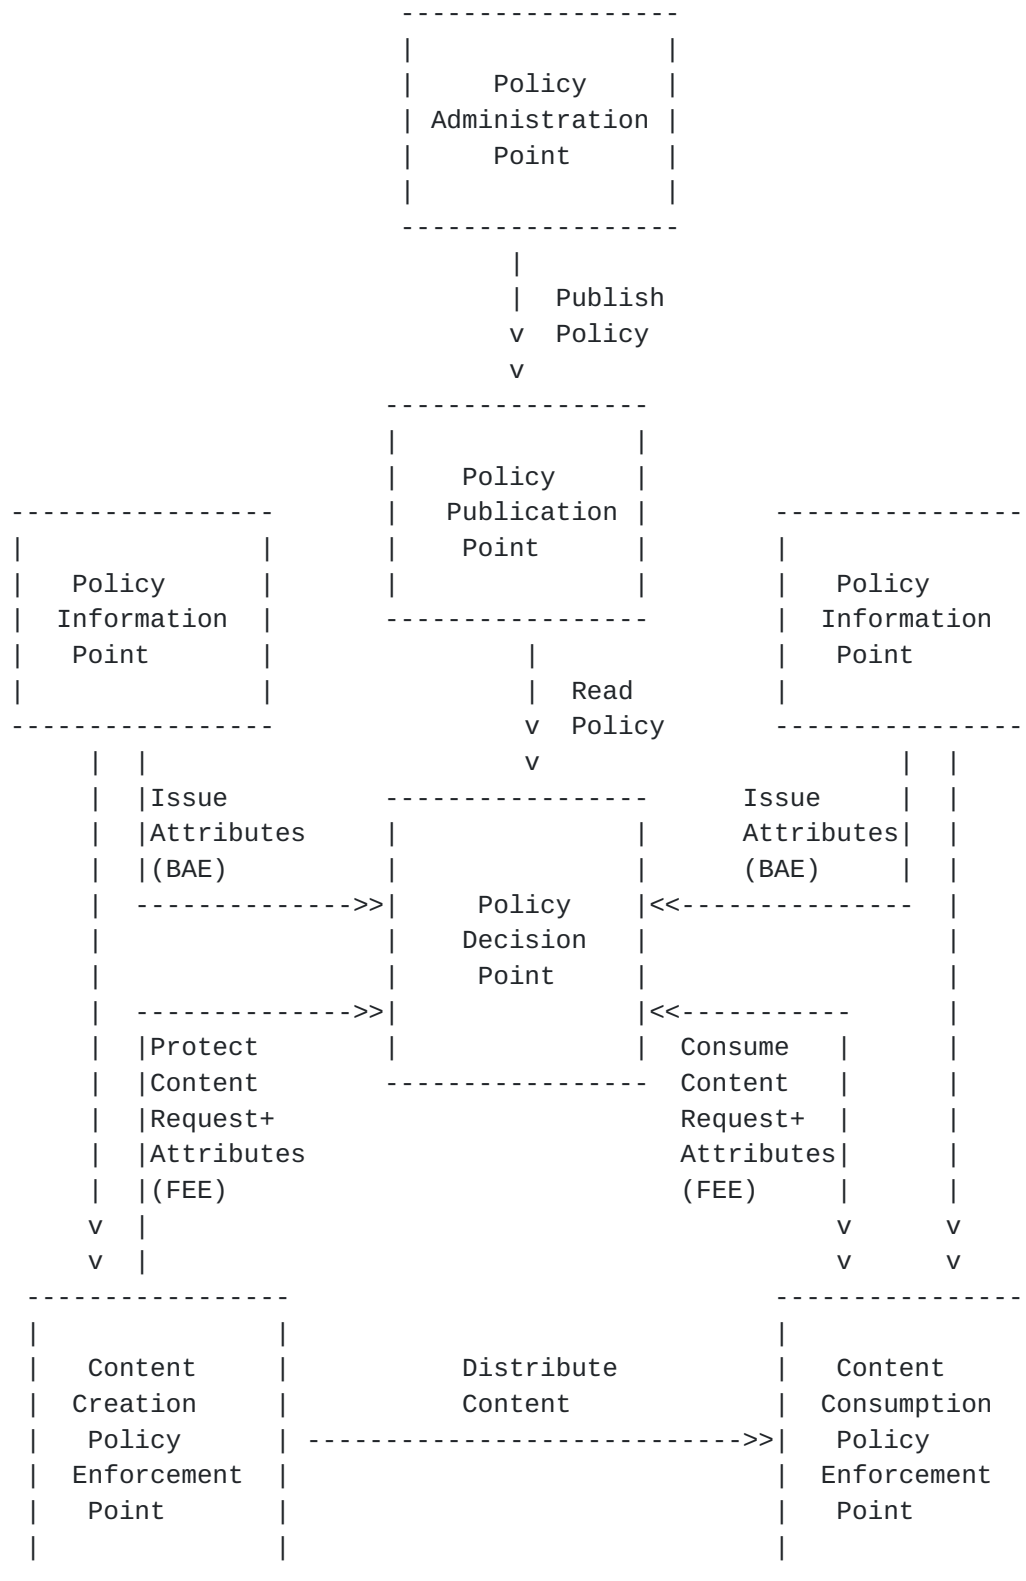 Policy
Administration
Point
Publish
Policy
Policy
Publication
Point
Policy
Information
Point
Policy
Information
Point
Read
Policy
Issue
Attributes
(BAE)
Issue
Attributes
(BAE)
Policy
Decision
Point
Protect
Content
Request+
Attributes
(FEE)
Consume
Content
Request+
Attributes
(FEE)
Content
Creation
Policy
Enforcement
Point
Distribute
Content
Content
Consumption
Policy
Enforcement
Point